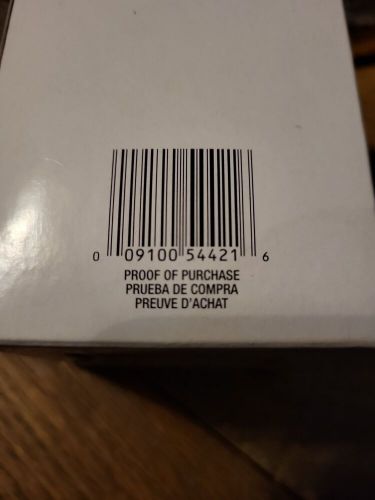 0 09100 54421 6
PROOF OF PURCHASE
PRUEBA DE COMPRA
PREUVE D'ACHAT